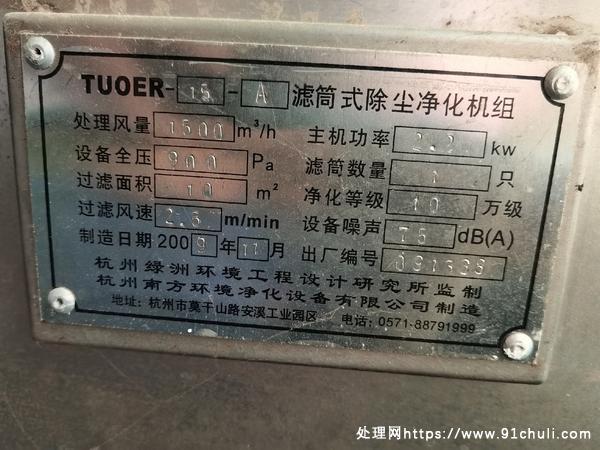 TUOER-15-A 滤筒式除尘净化机组
处理风量 1500 m³/h 主机功率 2.2 kw
设备全压 900 Pa 滤筒数量 1 只
过滤面积 10 m² 净化等级 10 万级
过滤风速 2.5 m/min 设备噪声 75 dB(A)
制造日期 2009年11月 出厂编号
杭州绿洲环境工程设计研究所监制
杭州南方环境净化设备有限公司制造
地址: 杭州市莫干山路安溪工业园区 电话: 0571-88791999
处理网https://www.91chuli.com/